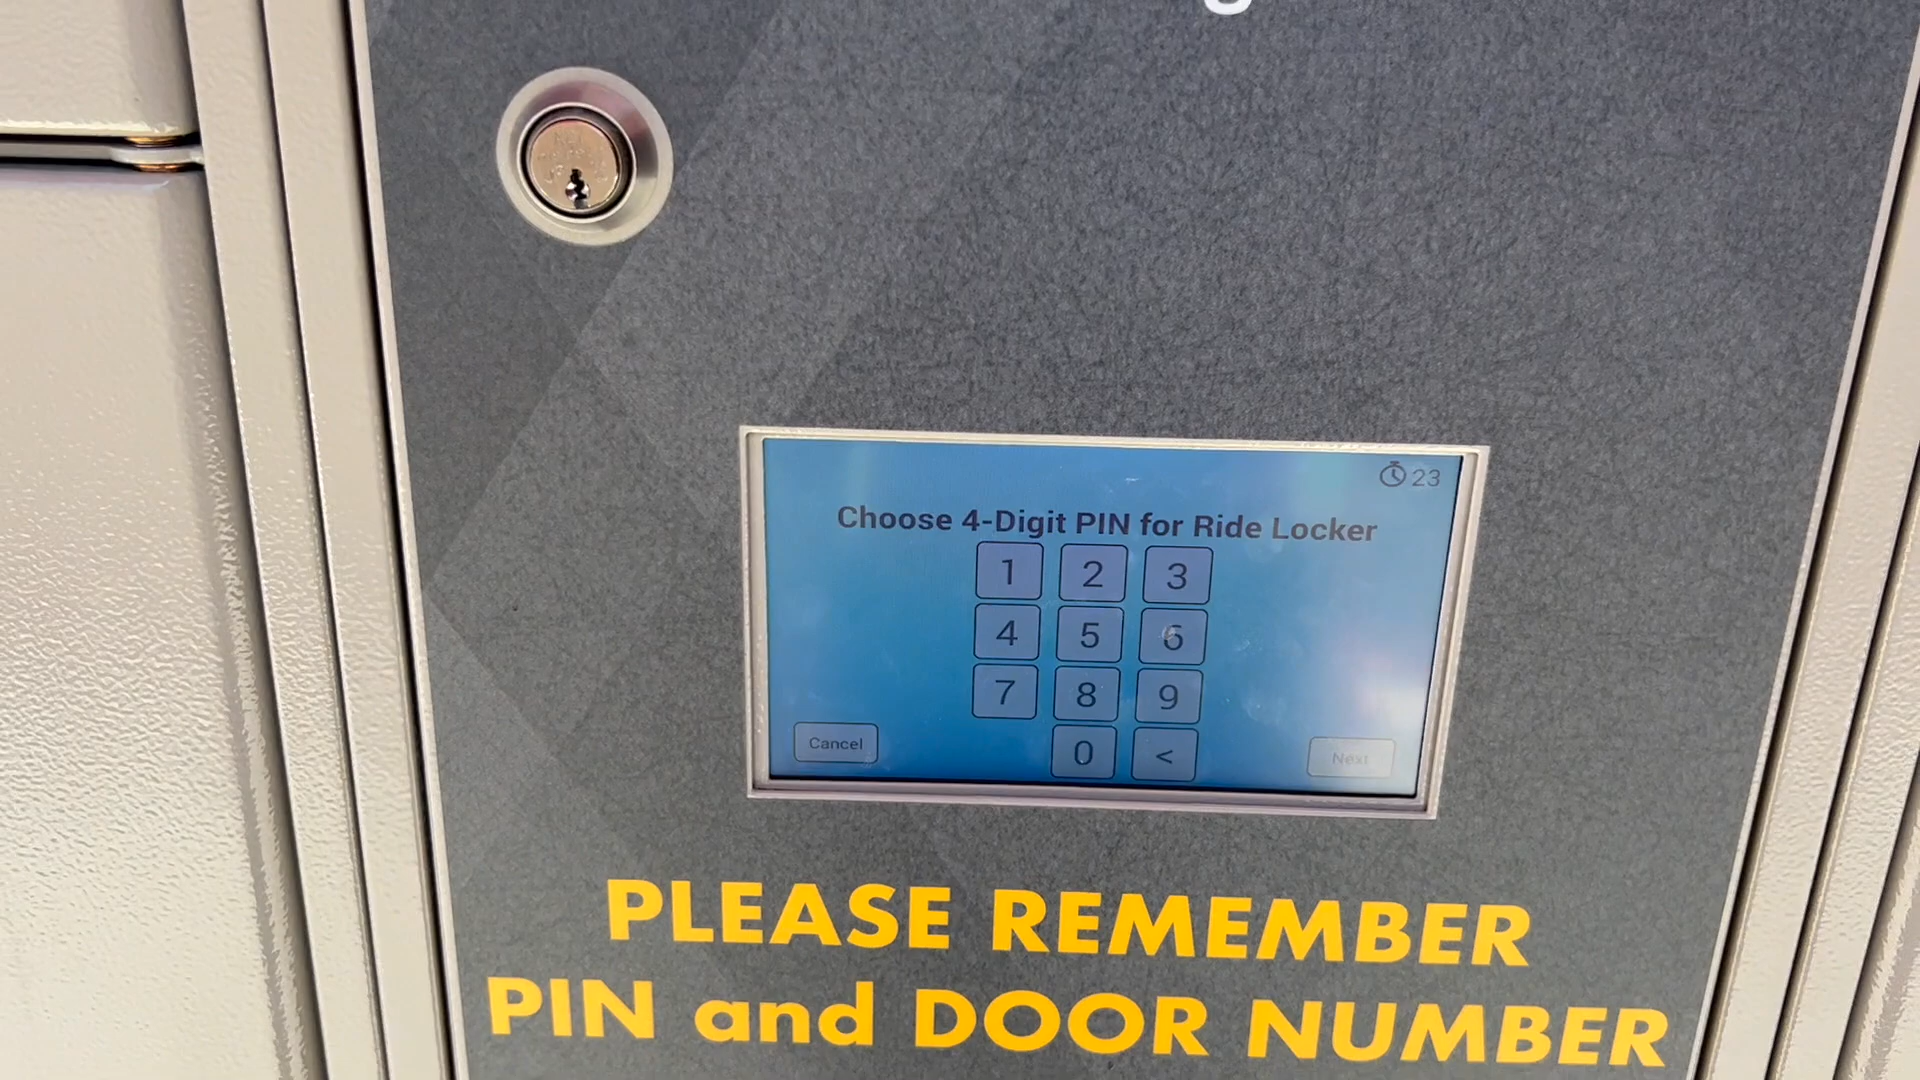 23
Choose 4-Digit PIN for Ride Locker
1 2 3
4 5 6
7 8 9
Cancel 0 < Next
PLEASE REMEMBER
PIN and DOOR NUMBER